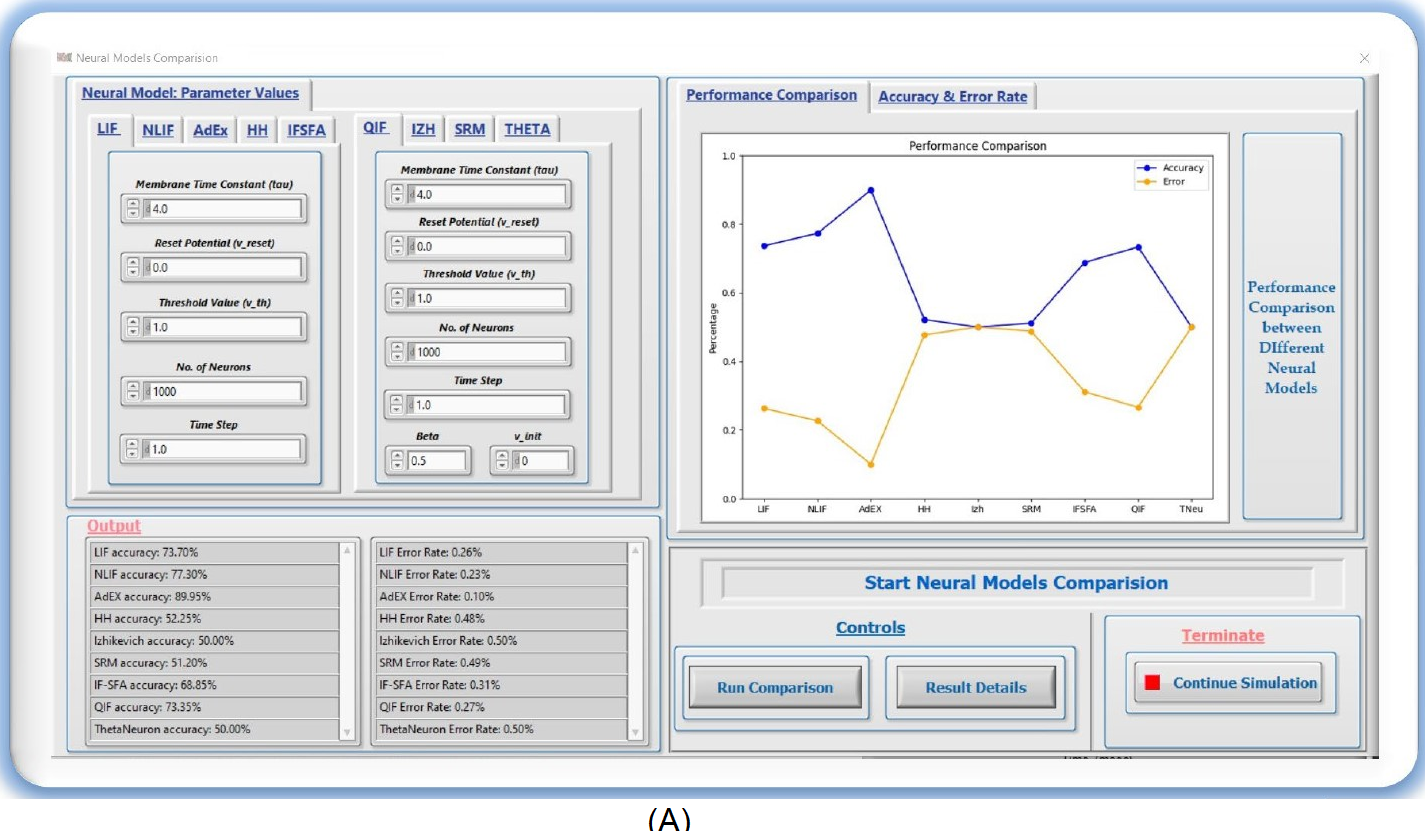 Neural Models Comparision
Neural Model: Parameter Values
LIF NLIF AdEx HH IFSFA
Membrane Time Constant (tau)
4.0
Reset Potential (v_reset)
0.0
Threshold Value (v_th)
1.0
No. of Neurons
1000
Time Step
1.0
QIF IZH SRM THETA
Membrane Time Constant (tau)
4.0
Reset Potential (v_reset)
0.0
Threshold Value (v_th)
1.0
No. of Neurons
1000
Time Step
1.0
Beta v_init
0.5 0
Performance Comparison Accuracy & Error Rate
Performance Comparison
Accuracy
Error
Percentage
1.0
0.8
0.6
0.4
0.2
0.0
LIF NLIF AdEX HH Izh SRM IFSFA QIF TNeu
Performance
Comparison
between
DIfferent
Neural
Models
Output
LIF accuracy: 73.70%
NLIF accuracy: 77.30%
AdEX accuracy: 89.95%
HH accuracy: 52.25%
Izhikevich accuracy: 50.00%
SRM accuracy: 51.20%
IF-SFA accuracy: 68.85%
QIF accuracy: 73.35%
ThetaNeuron accuracy: 50.00%
LIF Error Rate: 0.26%
NLIF Error Rate: 0.23%
AdEX Error Rate: 0.10%
HH Error Rate: 0.48%
Izhikevich Error Rate: 0.50%
SRM Error Rate: 0.49%
IF-SFA Error Rate: 0.31%
QIF Error Rate: 0.27%
ThetaNeuron Error Rate: 0.50%
Start Neural Models Comparision
Controls
Run Comparison Result Details
Terminate
Continue Simulation
(A)